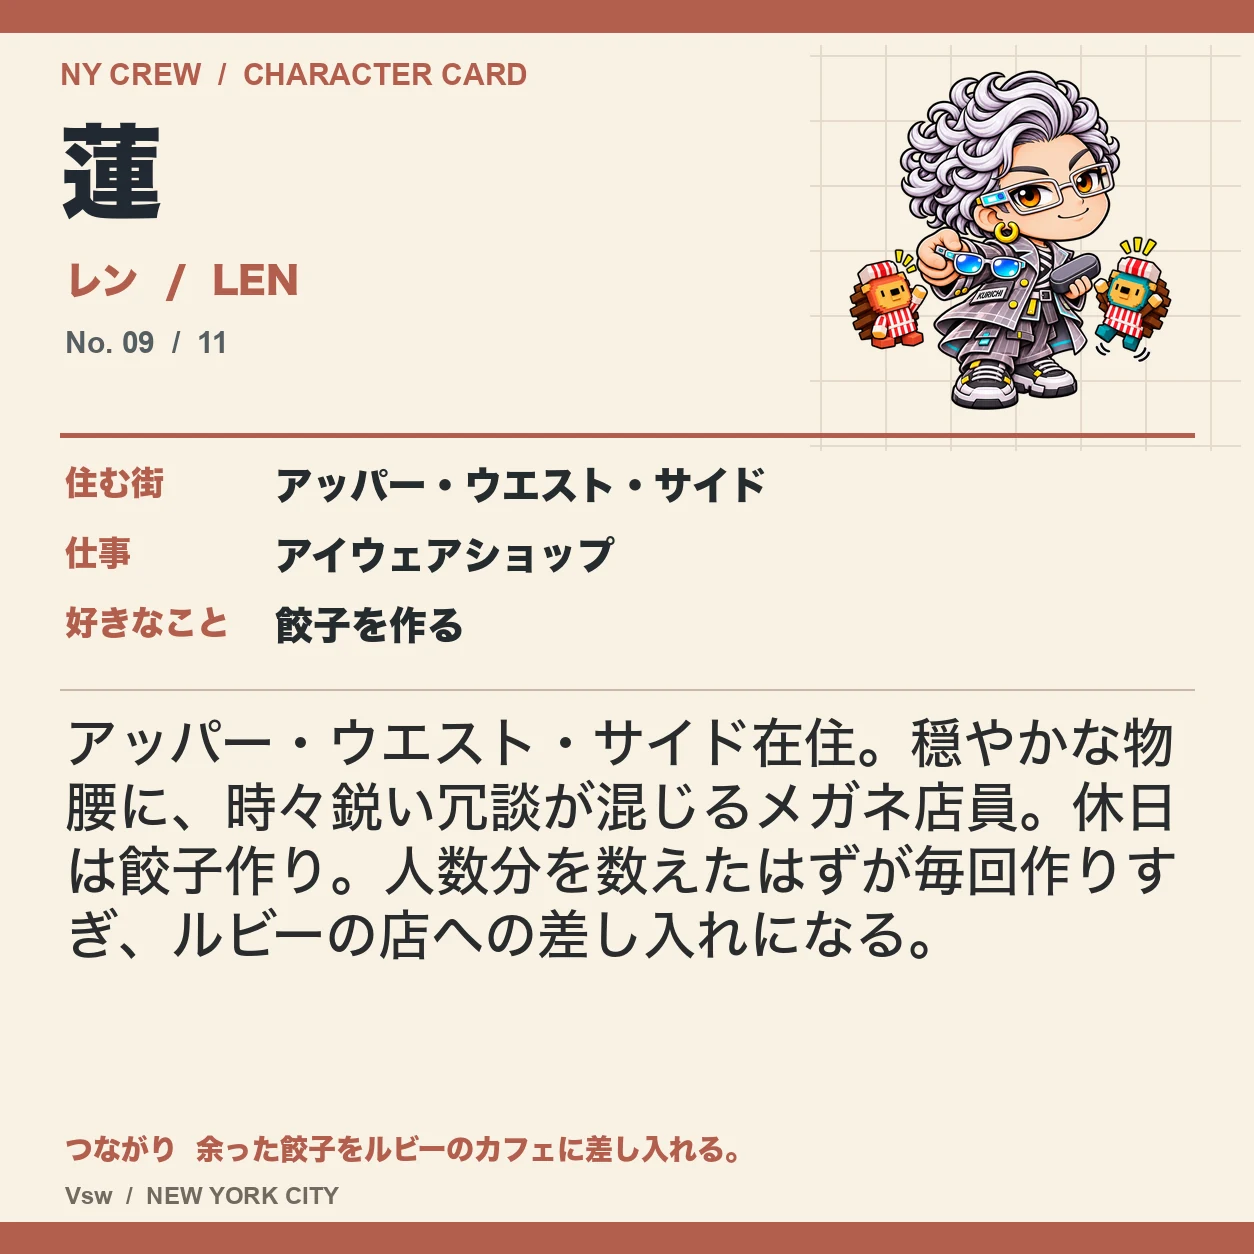 NY CREW / CHARACTER CARD
蓮
レン / LEN
No. 09 / 11
KURICHI
住む街 アッパー・ウエスト・サイド
仕事 アイウェアショップ
好きなこと 餃子を作る
アッパー・ウエスト・サイド在住。穏やかな物
腰に、時々鋭い冗談が混じるメガネ店員。休日
は餃子作り。人数分を数えたはずが毎回作りす
ぎ、ルビーの店への差し入れになる。
つながり 余った餃子をルビーのカフェに差し入れる。
Vsw / NEW YORK CITY